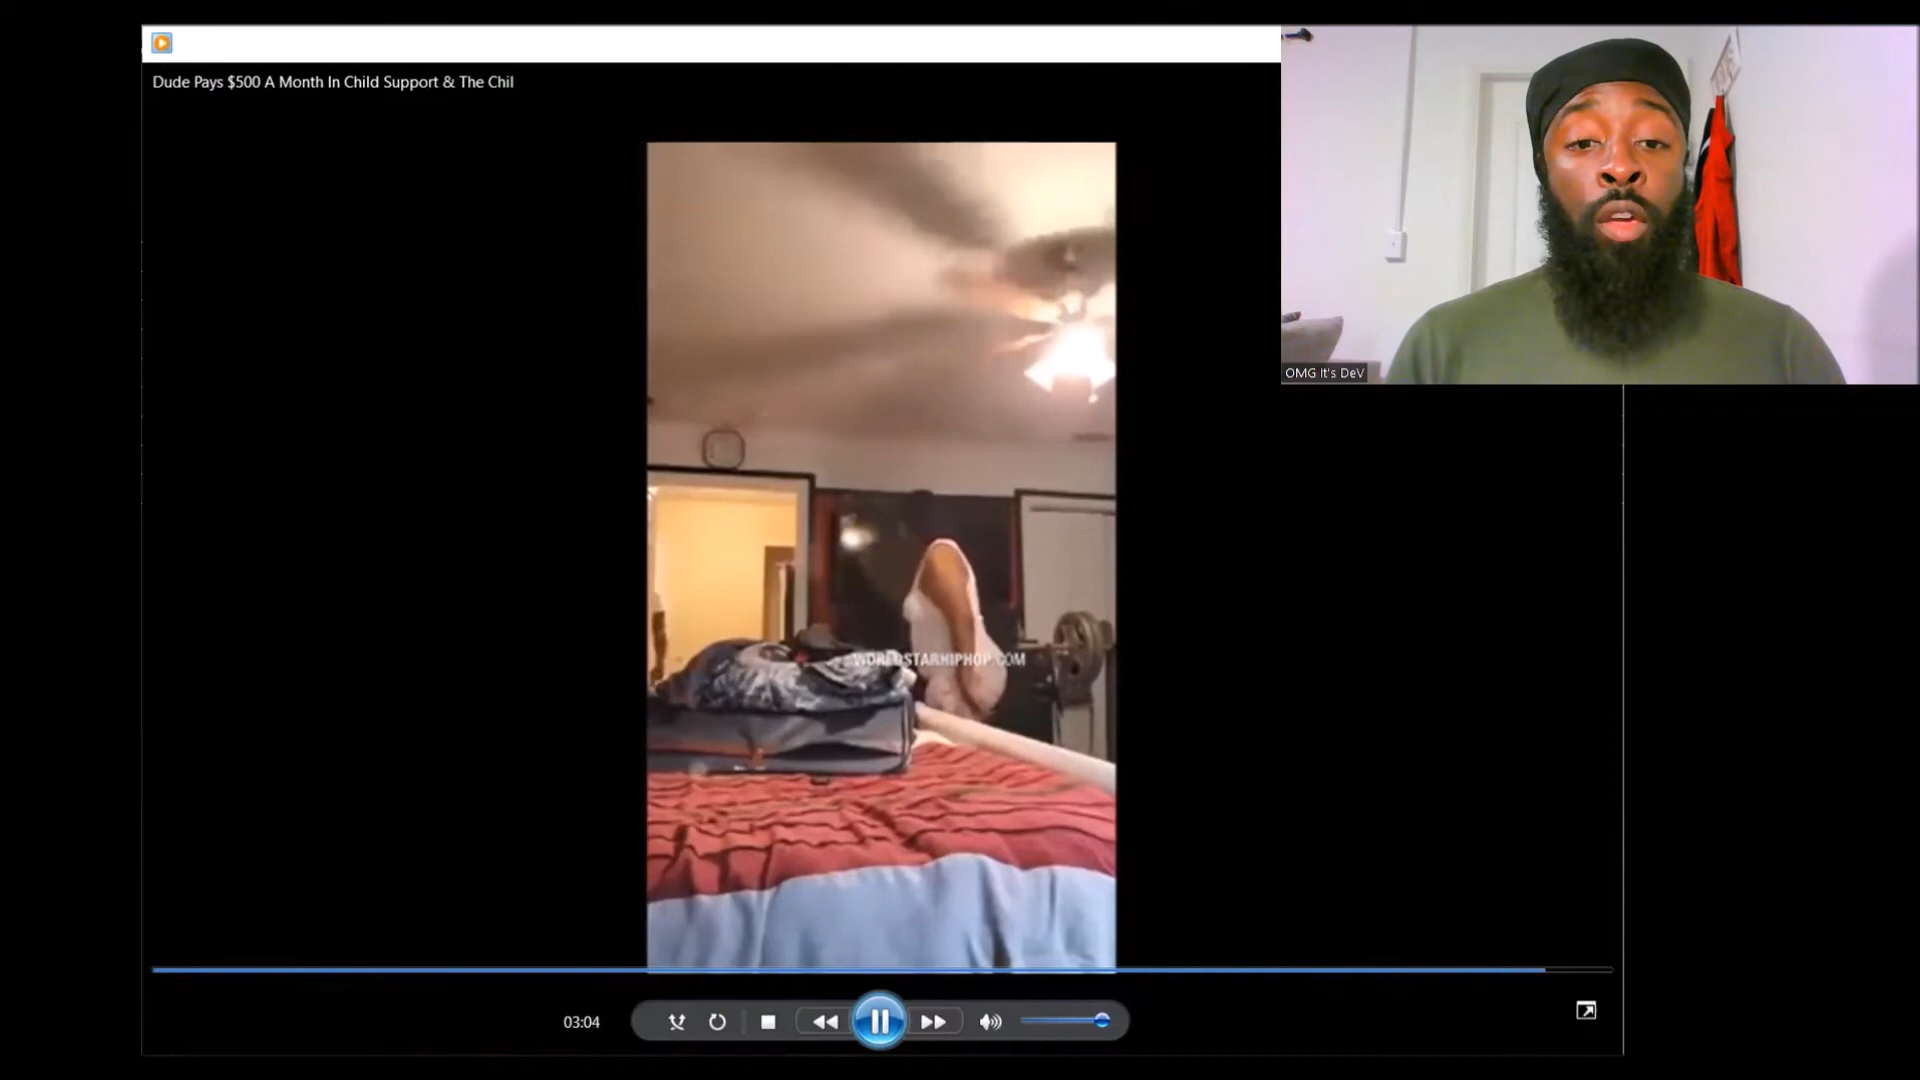 Dude Pays $500 A Month In Child Support & The Chil
OMG It's DeV
WORLDSTARHIPHOP.COM
03:04